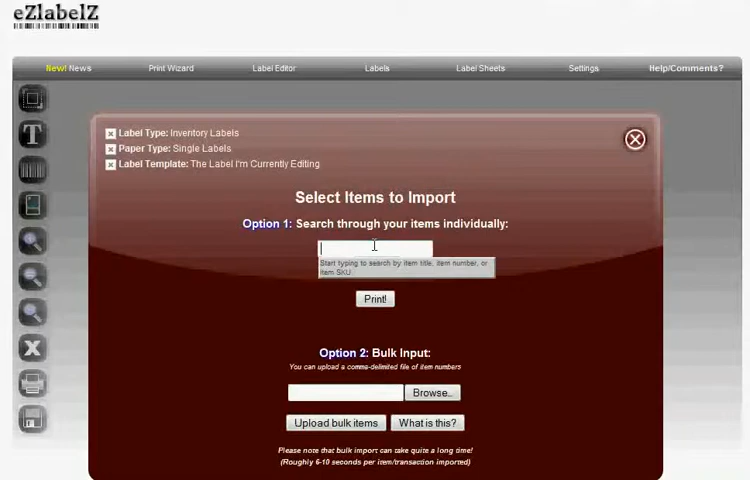 eZlabelZ
New! News
Print Wizard
Label Editor
Labels
Label Sheets
Settings
Help/Comments?
T
X
Label Type: Inventory Labels
Paper Type: Single Labels
Label Template: The Label I'm Currently Editing
Select Items to Import
Option 1: Search through your items individually:
Start typing to search by item title, item number, or
item SKU
Print!
Option 2: Bulk Input:
You can upload a comma-delimited file of item numbers
Browse..
Upload bulk items
What is this?
Please note that bulk import can take quite a long time!
(Roughly 6-10 seconds per item/transaction imported)